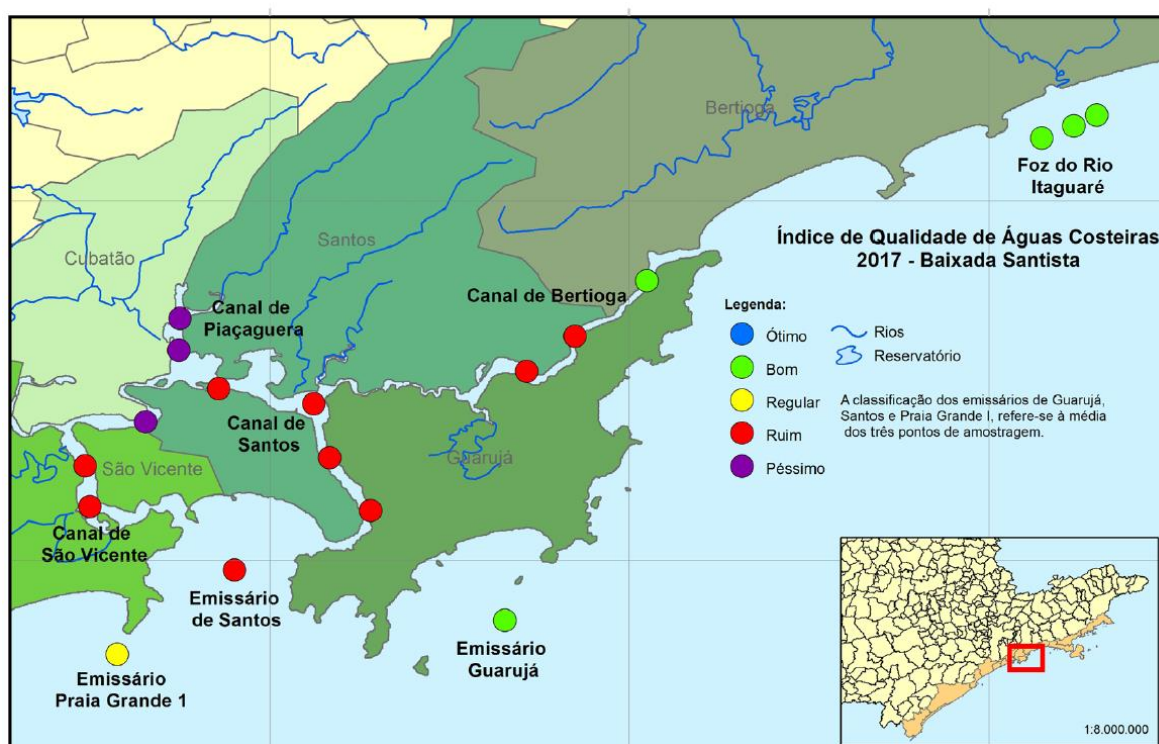 Bertioga
Foz do Rio
Itaguaré
Santos
Cubatão
Índice de Qualidade de Águas Costeiras
2017 - Baixada Santista
Canal de Bertioga
Canal de
Piaçaguera
Legenda:
Ótimo
Bom
Regular
Ruim
Péssimo
Rios
Reservatório
A classificação dos emissários de Guarujá,
Santos e Praia Grande I, refere-se à média
dos três pontos de amostragem.
Canal de
Santos
Guarujá
São Vicente
Canal de
São Vicente
Emissário
de Santos
Emissário
Guarujá
Emissário
Praia Grande 1
1:8.000.000